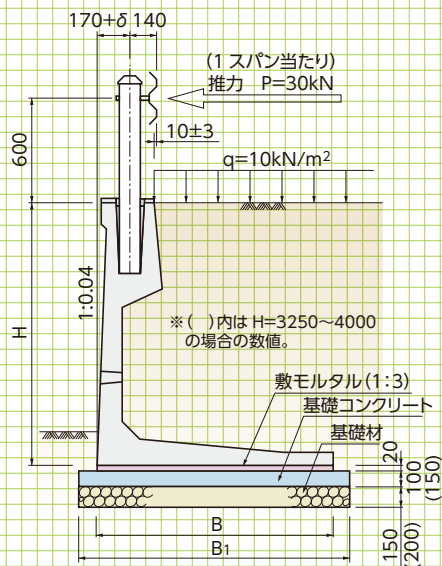 170+δ 140
(1スパン当たり)
推力 P=30kN
10±3
600
q=10kN/m²
H
1:0.04
※( )内は H=3250~4000
の場合の数値。
敷モルタル(1:3)
基礎コンクリート
基礎材
20
100
(150)
150
(200)
B
B1